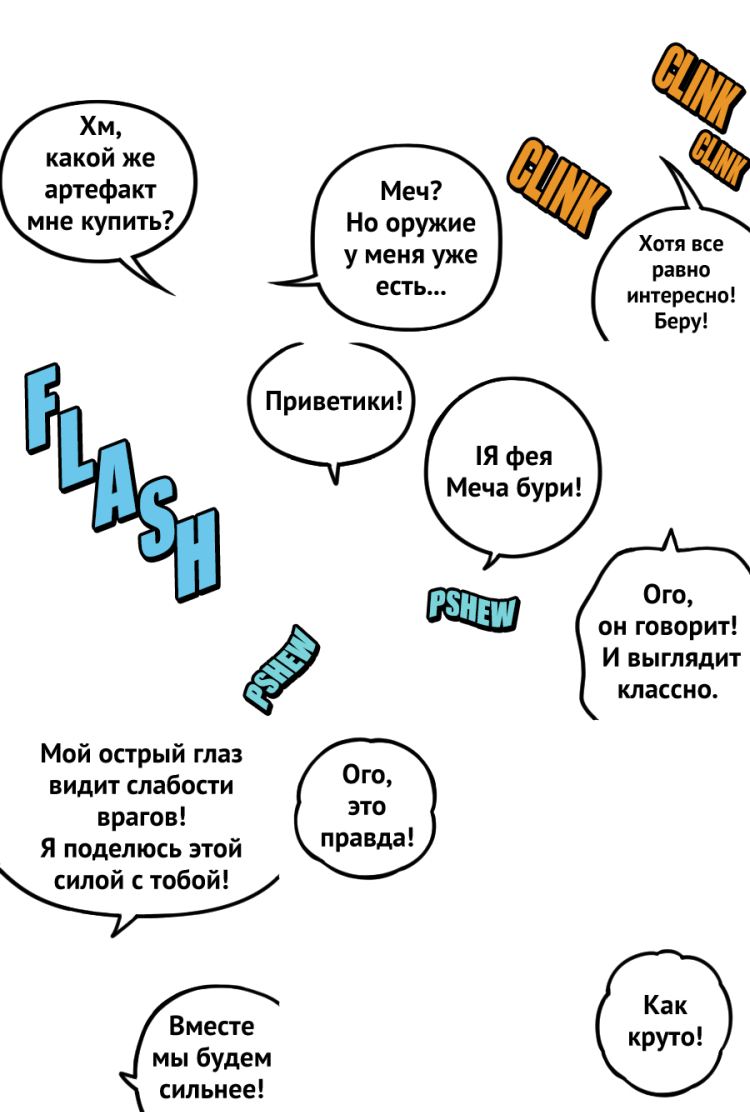 Хм,
какой же
артефакт
мне купить?
Меч?
Но оружие
у меня уже
есть...
CLINK
CLINK
CLINK
Хотя все
равно
интересно!
Беру!
FLASH
Приветики!
IЯ фея
Меча бури!
PSHEW
PSHEW
Ого,
он говорит!
И выглядит
классно.
Мой острый глаз
видит слабости
врагов!
Я поделюсь этой
силой с тобой!
Ого,
это
правда!
Вместе
мы будем
сильнее!
Как
круто!